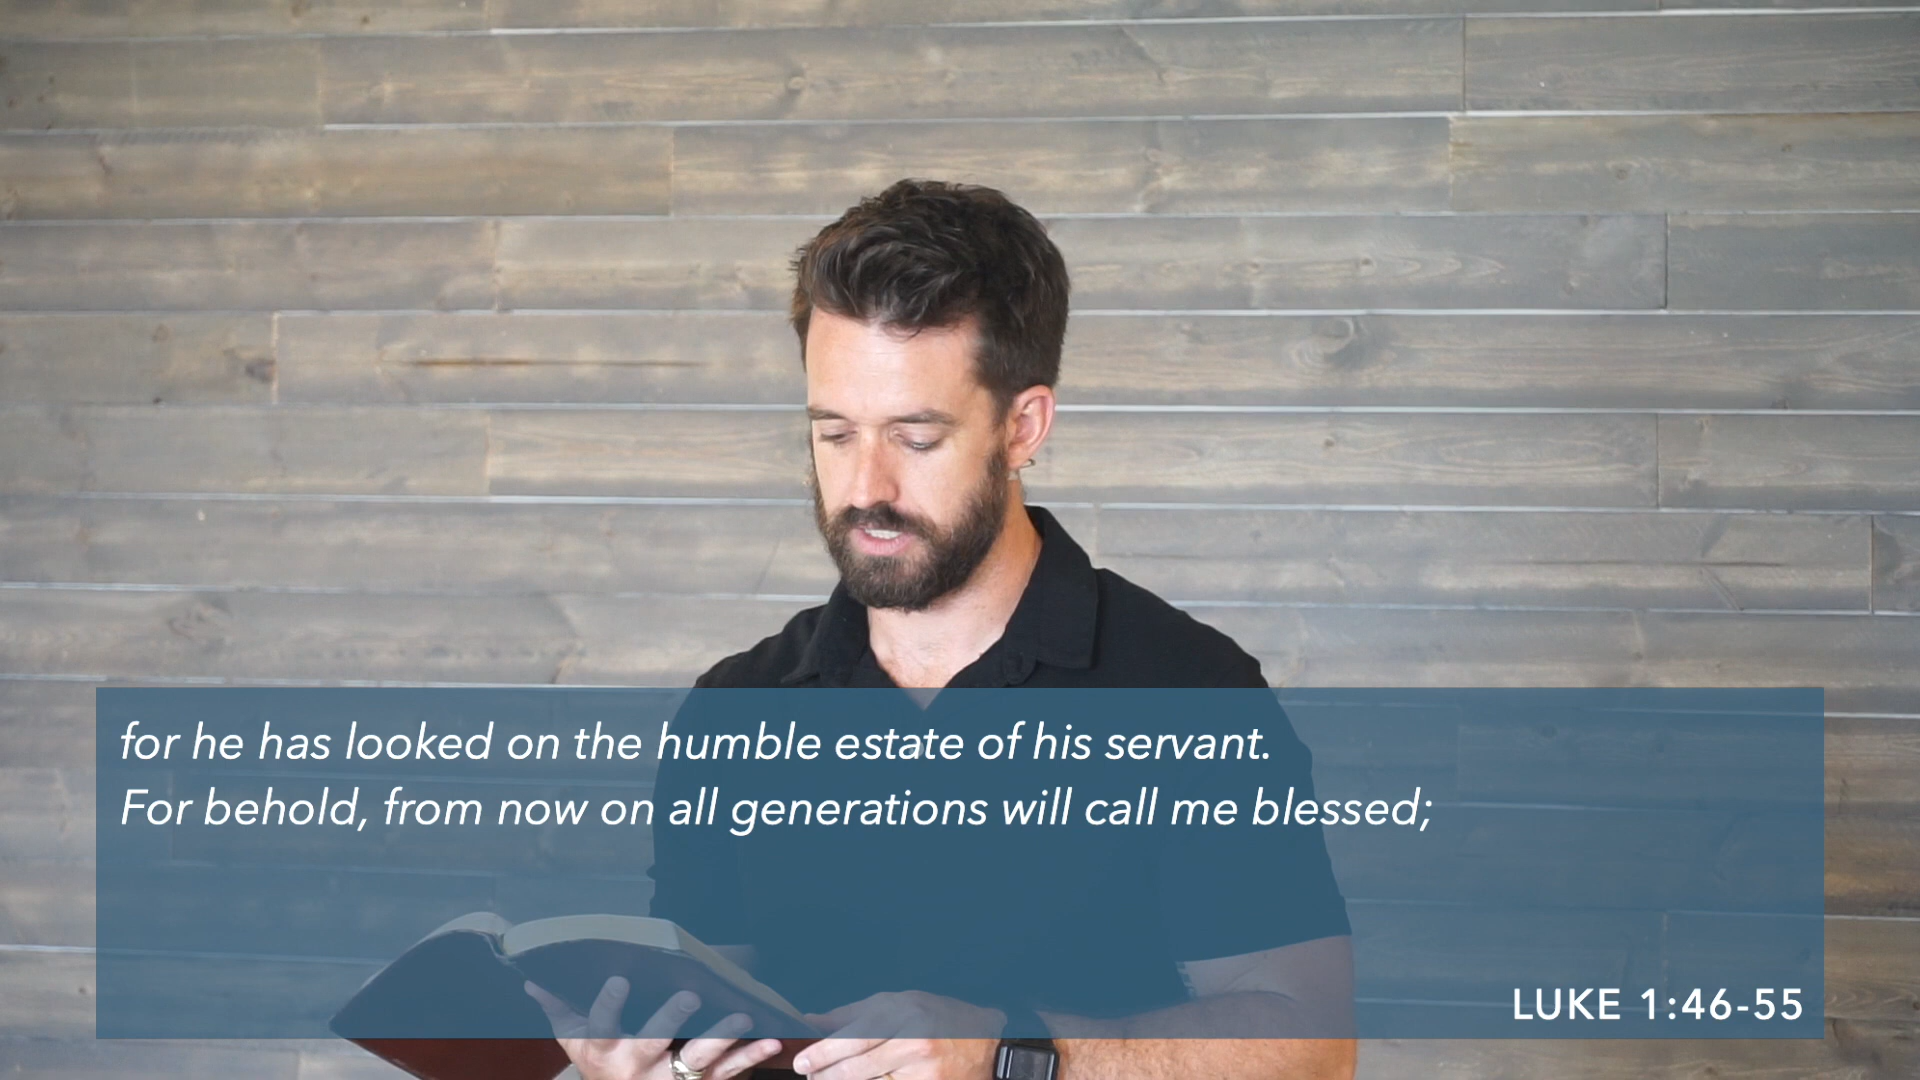 for he has looked on the humble estate of his servant.
For behold, from now on all generations will call me blessed;
LUKE 1:46-55